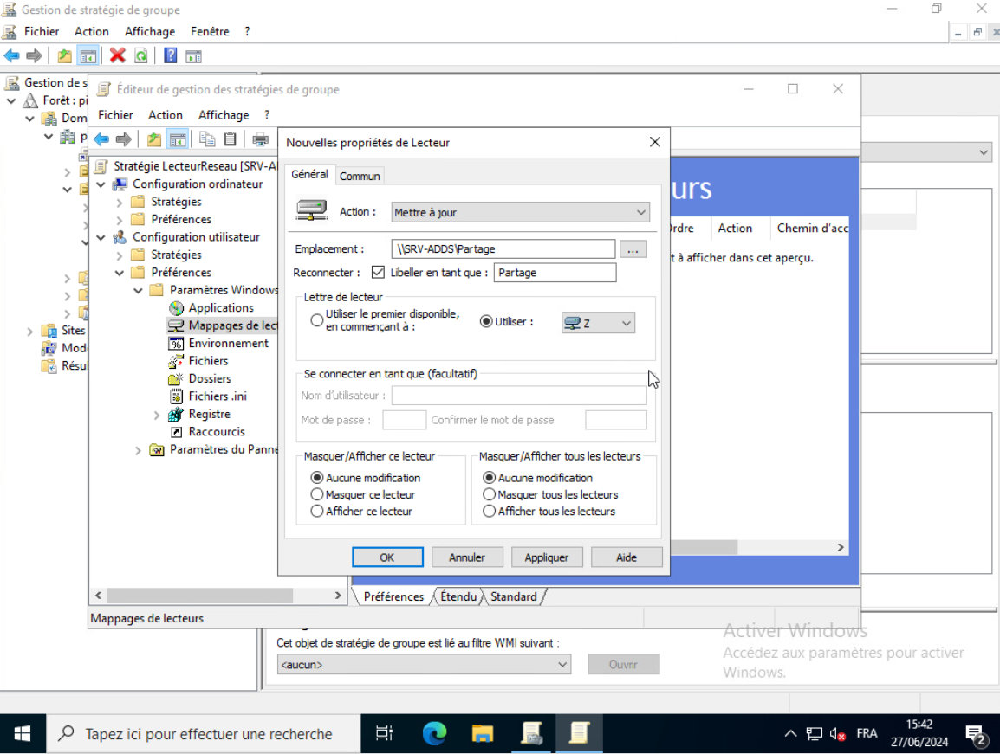 Gestion de stratégie de groupe
Fichier Action Affichage Fenêtre ?
Gestion de s
Forêt : pi
Dom
p
Sites
Mod
Résul
Éditeur de gestion des stratégies de groupe
Fichier Action Affichage ?
Stratégie LecteurReseau [SRV-A
Configuration ordinateur
Stratégies
Préférences
Configuration utilisateur
Stratégies
Préférences
Paramètres Windows
Applications
Mappages de lect
Environnement
Fichiers
Dossiers
Fichiers .ini
Registre
Raccourcis
Paramètres du Panne
urs
Ordre Action Chemin d'acc
t à afficher dans cet aperçu.
Nouvelles propriétés de Lecteur
Général Commun
Action : Mettre à jour
Emplacement : \\SRV-ADDS\Partage ...
Reconnecter : Libeller en tant que : Partage
Lettre de lecteur
Utiliser le premier disponible, en commençant à :
Utiliser : Z
Se connecter en tant que (facultatif)
Nom d'utilisateur :
Mot de passe : Confirmer le mot de passe
Masquer/Afficher ce lecteur
Aucune modification
Masquer ce lecteur
Afficher ce lecteur
Masquer/Afficher tous les lecteurs
Aucune modification
Masquer tous les lecteurs
Afficher tous les lecteurs
OK Annuler Appliquer Aide
Préférences Étendu Standard
Mappages de lecteurs
Cet objet de stratégie de groupe est lié au filtre WMI suivant :
<aucun> Ouvrir
Activer Windows
Accédez aux paramètres pour activer
Windows.
Tapez ici pour effectuer une recherche
FRA
15:42
27/06/2024
2